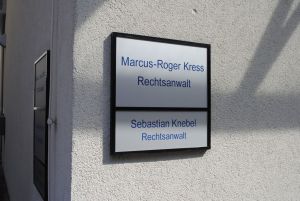 Marcus-Roger Kress
Rechtsanwalt
Sebastian Knebel
Rechtsanwalt